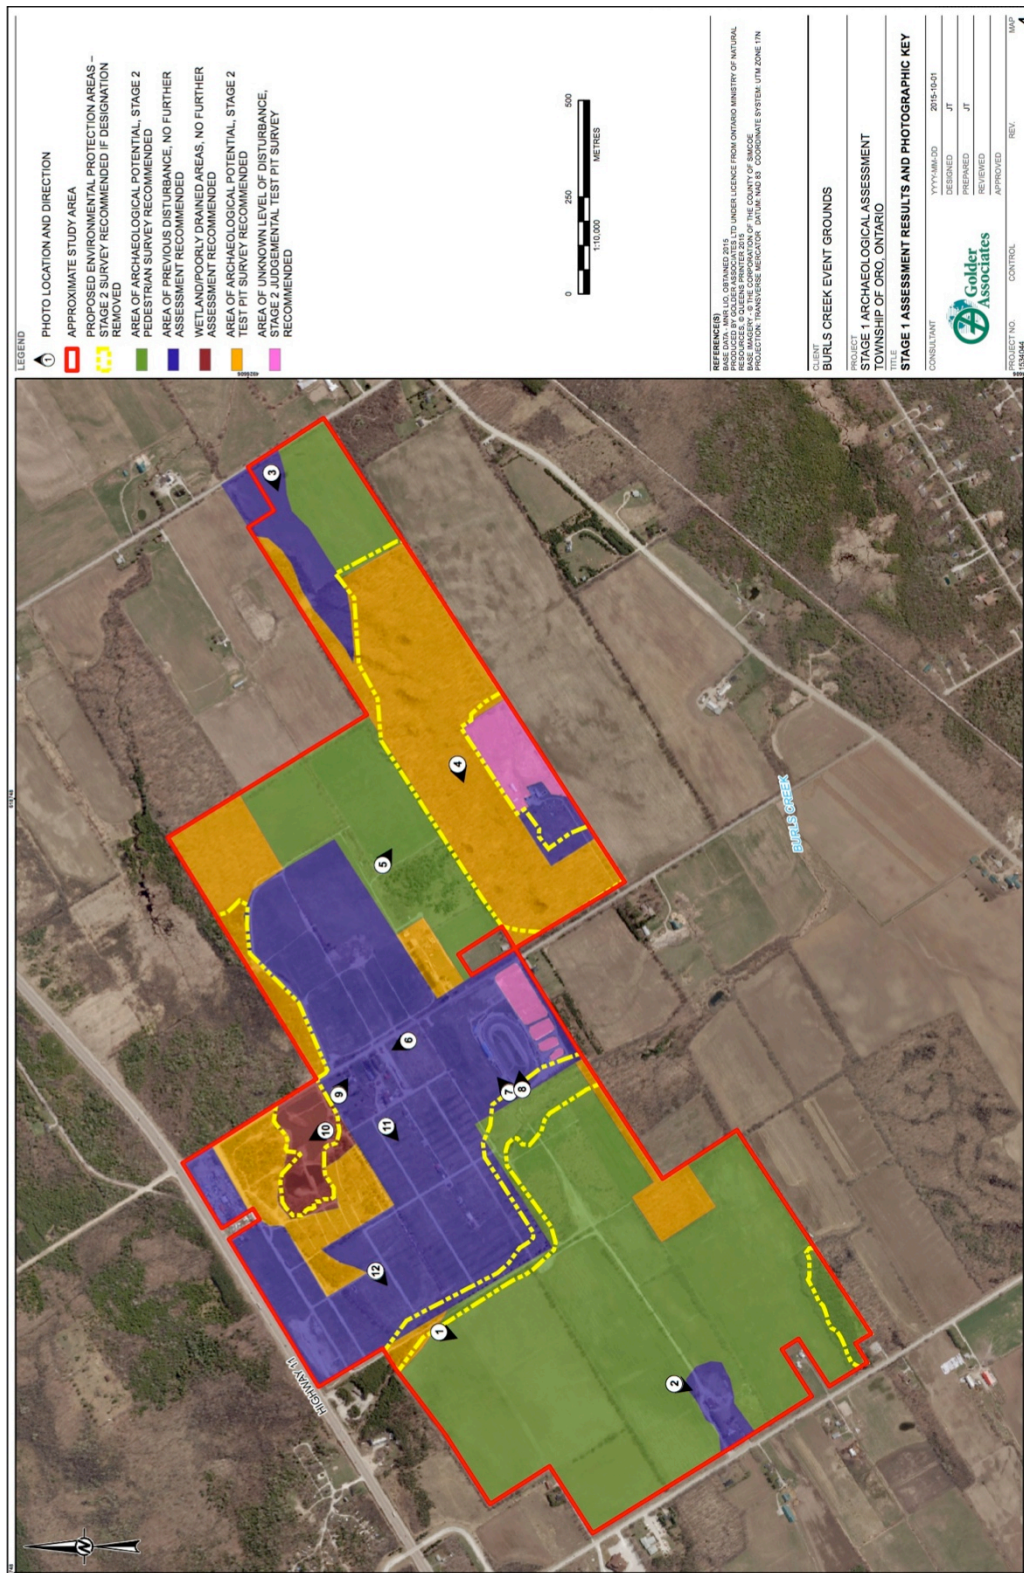 LEGEND
1
PHOTO LOCATION AND DIRECTION
APPROXIMATE STUDY AREA
PROPOSED ENVIRONMENTAL PROTECTION AREAS –
STAGE 2 SURVEY RECOMMENDED IF DESIGNATION
REMOVED
AREA OF ARCHAEOLOGICAL POTENTIAL, STAGE 2
PEDESTRIAN SURVEY RECOMMENDED
AREA OF PREVIOUS DISTURBANCE, NO FURTHER
ASSESSMENT RECOMMENDED
WETLAND/POORLY DRAINED AREAS, NO FURTHER
ASSESSMENT RECOMMENDED
AREA OF ARCHAEOLOGICAL POTENTIAL, STAGE 2
TEST PIT SURVEY RECOMMENDED
AREA OF UNKNOWN LEVEL OF DISTURBANCE,
STAGE 2 JUDGEMENTAL TEST PIT SURVEY
RECOMMENDED
0
250
500
1:10,000
METRES
REFERENCE(S)
BASE DATA - MNR LIO, OBTAINED 2015
PRODUCED BY GOLDER ASSOCIATES LTD UNDER LICENCE FROM ONTARIO MINISTRY OF NATURAL
RESOURCES, © QUEENS PRINTER 2015
BASE IMAGERY - © THE CORPORATION OF THE COUNTY OF SIMCOE
PROJECTION: TRANSVERSE MERCATOR DATUM: NAD 83 COORDINATE SYSTEM: UTM ZONE 17N
CLIENT
BURLS CREEK EVENT GROUNDS
PROJECT
STAGE 1 ARCHAEOLOGICAL ASSESSMENT
TOWNSHIP OF ORO, ONTARIO
TITLE
STAGE 1 ASSESSMENT RESULTS AND PHOTOGRAPHIC KEY
CONSULTANT
YYYY-MM-DD 2015-10-01
DESIGNED JT
PREPARED JT
REVIEWED
APPROVED
Golder
Associates
PROJECT NO.
CONTROL
REV.
MAP
HIGHWAY 11
BURLS CREEK
N
1
2
3
4
5
6
7
8
9
10
11
12